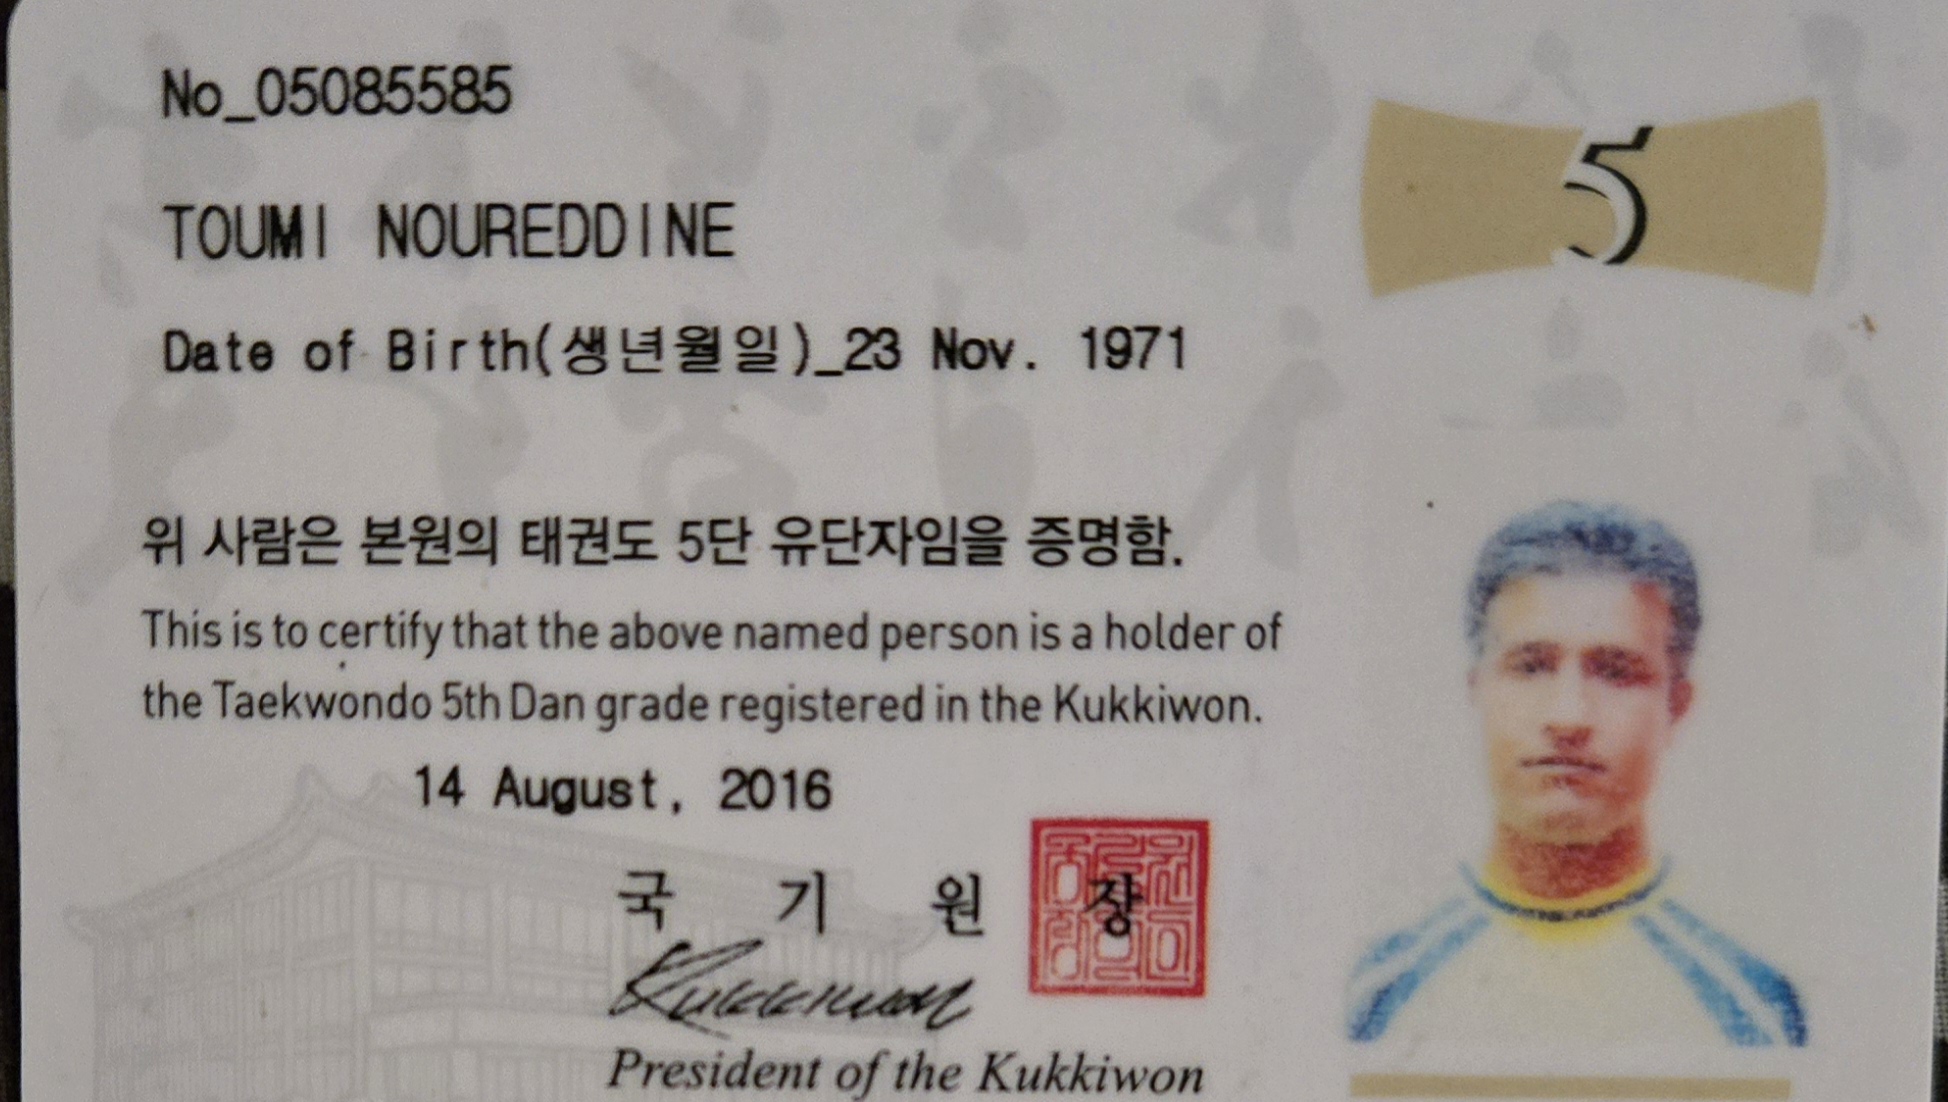 No_05085585
5
TOUMI NOUREDDINE
Date of Birth(생년월일)_23 Nov. 1971
위 사람은 본원의 태권도 5단 유단자임을 증명함.
This is to certify that the above named person is a holder of
the Taekwondo 5th Dan grade registered in the Kukkiwon.
14 August, 2016
국 기 원 장
Kukkiwon
President of the Kukkiwon